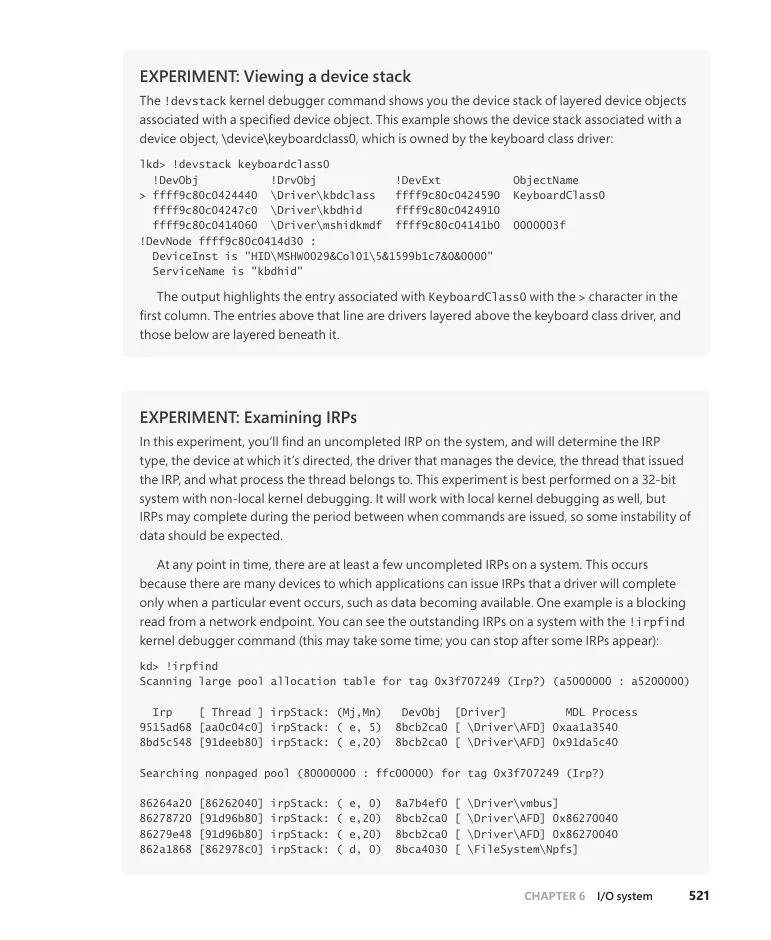 EXPERIMENT: Viewing a device stack
The !devstack kernel debugger command shows you the device stack of layered device objects
associated with a specified device object. This example shows the device stack associated with a
device object, \device\keyboardclass0, which is owned by the keyboard class driver:
lkd> !devstack keyboardclass0
  !DevObj           !DrvObj            !DevExt           ObjectName
> ffff9c80c0424440  \Driver\kbdclass   ffff9c80c0424590  KeyboardClass0
  ffff9c80c04247c0  \Driver\kbdhid     ffff9c80c0424910
  ffff9c80c0414060  \Driver\mshidkmdf  ffff9c80c04141b0  0000003f
!DevNode ffff9c80c0414d30 :
  DeviceInst is "HID\MSHW0029&Col01\5&1599b1c7&0&0000"
  ServiceName is "kbdhid"
The output highlights the entry associated with KeyboardClass0 with the > character in the
first column. The entries above that line are drivers layered above the keyboard class driver, and
those below are layered beneath it.
EXPERIMENT: Examining IRPs
In this experiment, you’ll find an uncompleted IRP on the system, and will determine the IRP
type, the device at which it’s directed, the driver that manages the device, the thread that issued
the IRP, and what process the thread belongs to. This experiment is best performed on a 32-bit
system with non-local kernel debugging. It will work with local kernel debugging as well, but
IRPs may complete during the period between when commands are issued, so some instability of
data should be expected.
At any point in time, there are at least a few uncompleted IRPs on a system. This occurs
because there are many devices to which applications can issue IRPs that a driver will complete
only when a particular event occurs, such as data becoming available. One example is a blocking
read from a network endpoint. You can see the outstanding IRPs on a system with the !irpfind
kernel debugger command (this may take some time; you can stop after some IRPs appear):
kd> !irpfind
Scanning large pool allocation table for tag 0x3f707249 (Irp?) (a5000000 : a5200000)
  Irp    [ Thread ] irpStack: (Mj,Mn)   DevObj  [Driver]         MDL Process
9515ad68 [aa0c04c0] irpStack: ( e, 5)  8bcb2ca0 [ \Driver\AFD] 0xaa1a3540
8bd5c548 [91deeb80] irpStack: ( e,20)  8bcb2ca0 [ \Driver\AFD] 0x91da5c40
Searching nonpaged pool (80000000 : ffc00000) for tag 0x3f707249 (Irp?)
86264a20 [86262040] irpStack: ( e, 0)  8a7b4ef0 [ \Driver\vmbus]
86278720 [91d96b80] irpStack: ( e,20)  8bcb2ca0 [ \Driver\AFD] 0x86270040
86279e48 [91d96b80] irpStack: ( e,20)  8bcb2ca0 [ \Driver\AFD] 0x86270040
862a1868 [862978c0] irpStack: ( d, 0)  8bca4030 [ \FileSystem\Npfs]
CHAPTER 6 I/O system 521